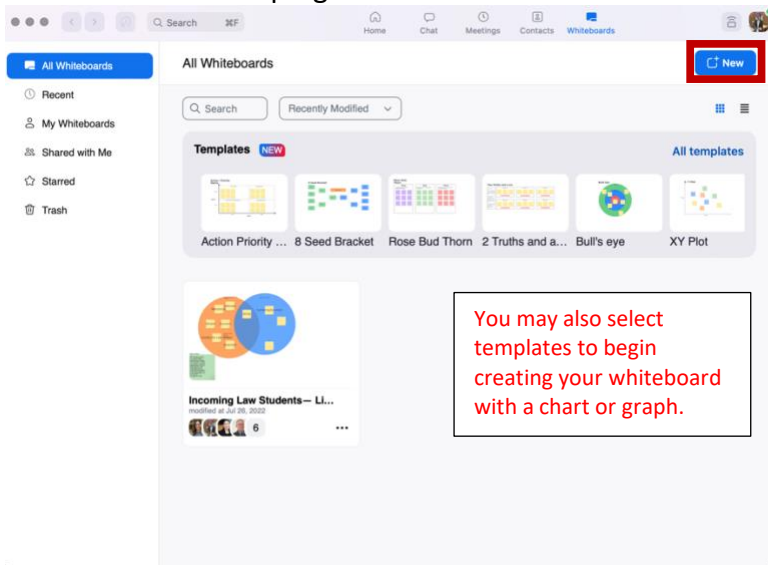 Search ⌘F
Home Chat Meetings Contacts Whiteboards
All Whiteboards
Recent
My Whiteboards
Shared with Me
Starred
Trash
All Whiteboards
New
Search
Recently Modified
Templates NEW
All templates
Action Priority ...
8 Seed Bracket
Rose Bud Thorn
2 Truths and a...
Bull's eye
XY Plot
Incoming Law Students— Li...
modified at Jul 26, 2022
6
You may also select
templates to begin
creating your whiteboard
with a chart or graph.